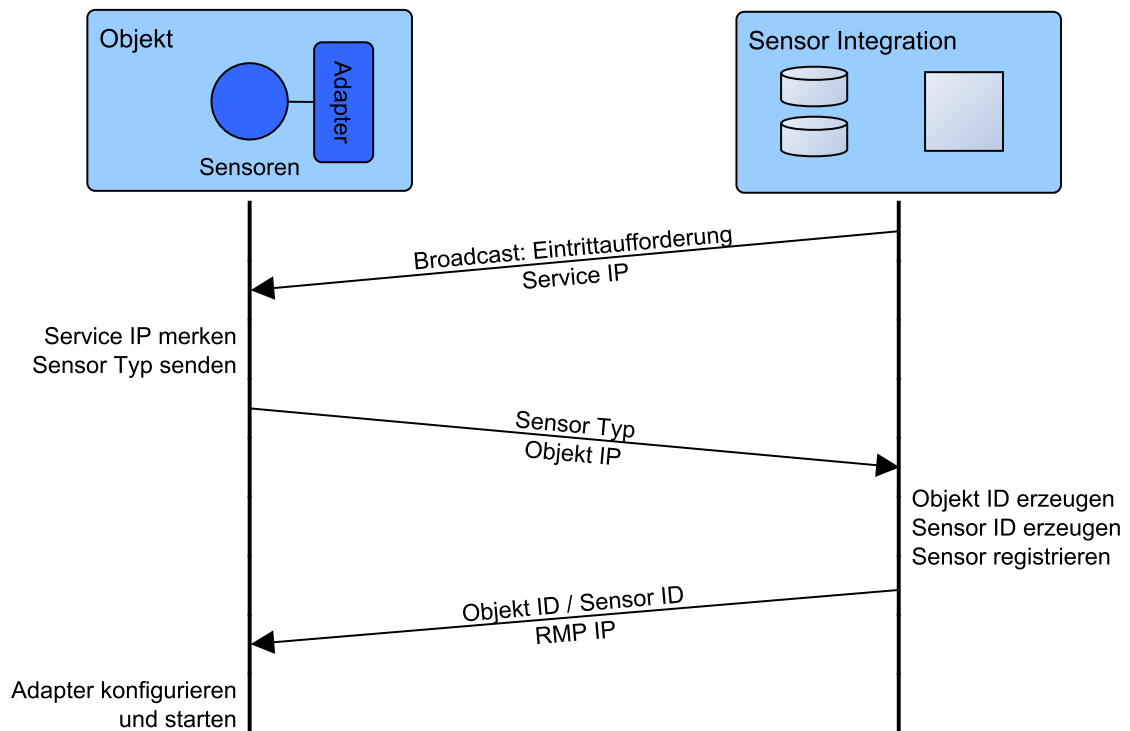 Objekt
Adapter
Sensoren
Sensor Integration
Broadcast: Eintrittaufforderung
Service IP
Service IP merken
Sensor Typ senden
Sensor Typ
Objekt IP
Objekt ID erzeugen
Sensor ID erzeugen
Sensor registrieren
Objekt ID / Sensor ID
RMP IP
Adapter konfigurieren
und starten